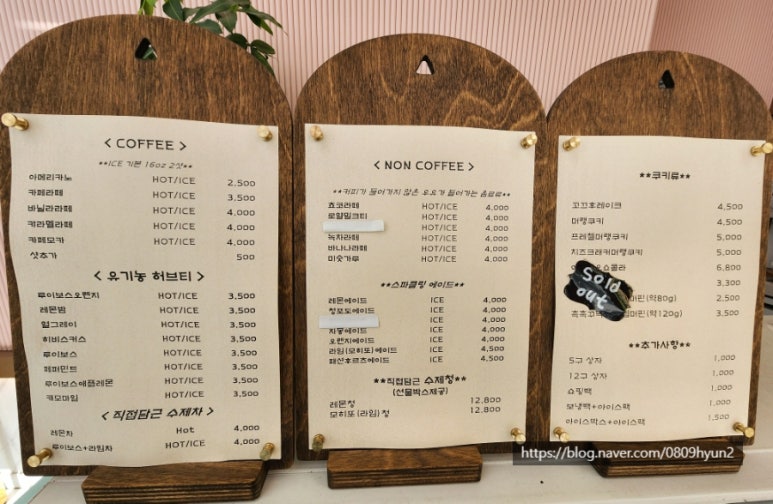 < COFFEE >
**ICE 기본 16oz 2샷**
아메리카노 HOT/ICE 2,500
카페라떼 HOT/ICE 3,500
바닐라라떼 HOT/ICE 4,000
카라멜라떼 HOT/ICE 4,000
카페모카 HOT/ICE 4,000
샷추가 500
< 유기농 허브티 >
루이보스오렌지 HOT/ICE 3,500
레몬밤 HOT/ICE 3,500
얼그레이 HOT/ICE 3,500
히비스커스 HOT/ICE 3,500
루이보스 HOT/ICE 3,500
페퍼민트 HOT/ICE 3,500
루이보스애플레몬 HOT/ICE 3,500
카모마일 HOT/ICE 3,500
< 직접담근 수제차 >
레몬차 Hot 4,000
루이보스+라임차 HOT/ICE 4,000
< NON COFFEE >
**커피가 들어가지 않은 우유가 들어가는 음료류**
쵸코라떼 HOT/ICE 4,000
로얄밀크티 HOT/ICE 4,000
HOT/ICE 4,000
녹차라떼 HOT/ICE 4,000
바나나라떼 HOT/ICE 4,000
미숫가루 HOT/ICE 4,000
**스파클링 에이드**
레몬에이드 ICE 4,000
청포도에이드 ICE 4,000
ICE 4,000
자몽에이드 ICE 4,000
오렌지에이드 ICE 4,000
라임(모히또)에이드 ICE 4,500
패션후르츠에이드 ICE 4,500
**직접담근 수제청**
(선물박스제공)
레몬청 12,800
모히또 (라임)청 12,800
**쿠키류**
꼬끄후레이크 4,500
머랭쿠키 4,500
프레첼머랭쿠키 5,000
치즈크래커머랭쿠키 5,000
쇼콜라 6,800
3,300
머핀(약80g) 2,500
머핀(약120g) 3,500
Sold
out
**추가사항**
5구 상자 1,000
12구 상자 1,000
쇼핑백 1,000
보냉백+아이스팩 1,000
아이스박스+아이스팩 1,500
https://blog.naver.com/0809hyun2